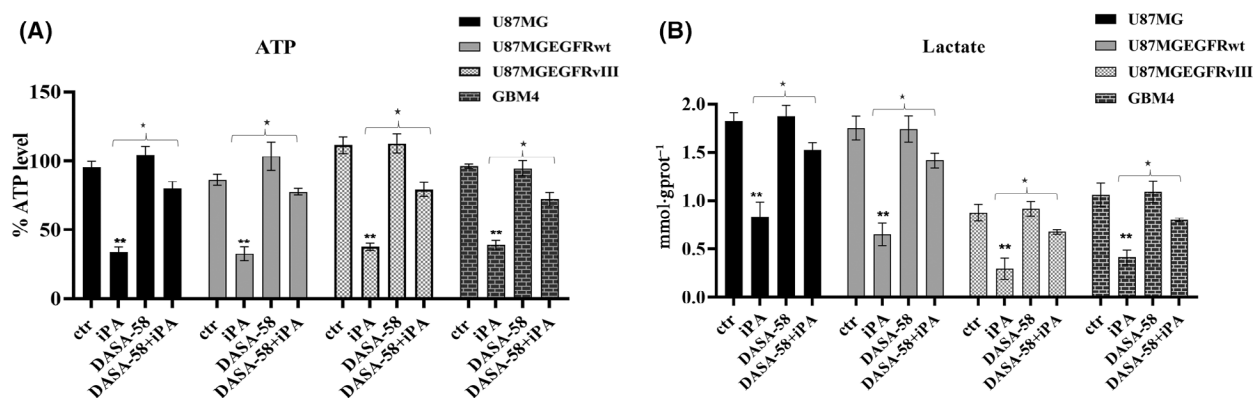 (A)
ATP
U87MG
U87MGEGFRwt
U87MGEGFRvIII
GBM4
% ATP level
150
100
50
0
*
**
*
**
*
**
*
**
ctr
iPA
DASA-58
DASA-58+iPA
ctr
iPA
DASA-58
DASA-58+iPA
ctr
iPA
DASA-58
DASA-58+iPA
ctr
iPA
DASA-58
DASA-58+iPA
(B)
Lactate
U87MG
U87MGEGFRwt
U87MGEGFRvIII
GBM4
mmol·gprot⁻¹
2.0
1.5
1.0
0.5
0.0
*
**
*
**
*
**
*
**
ctr
iPA
DASA-58
DASA-58+iPA
ctr
iPA
DASA-58
DASA-58+iPA
ctr
iPA
DASA-58
DASA-58+iPA
ctr
iPA
DASA-58
DASA-58+iPA